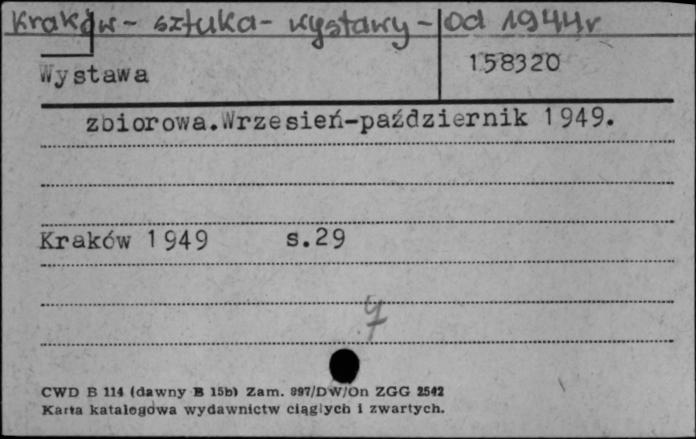 Kraków - sztuka - wystawy - od 1944r
Wystawa
158320
zbiorowa.Wrzesień-październik 1949.
Kraków 1949 s.29
CWD B 114 (dawny B 15b) Zam. 897/DW/On ZGG 2542
Karta katalogowa wydawnictw ciągłych i zwartych.